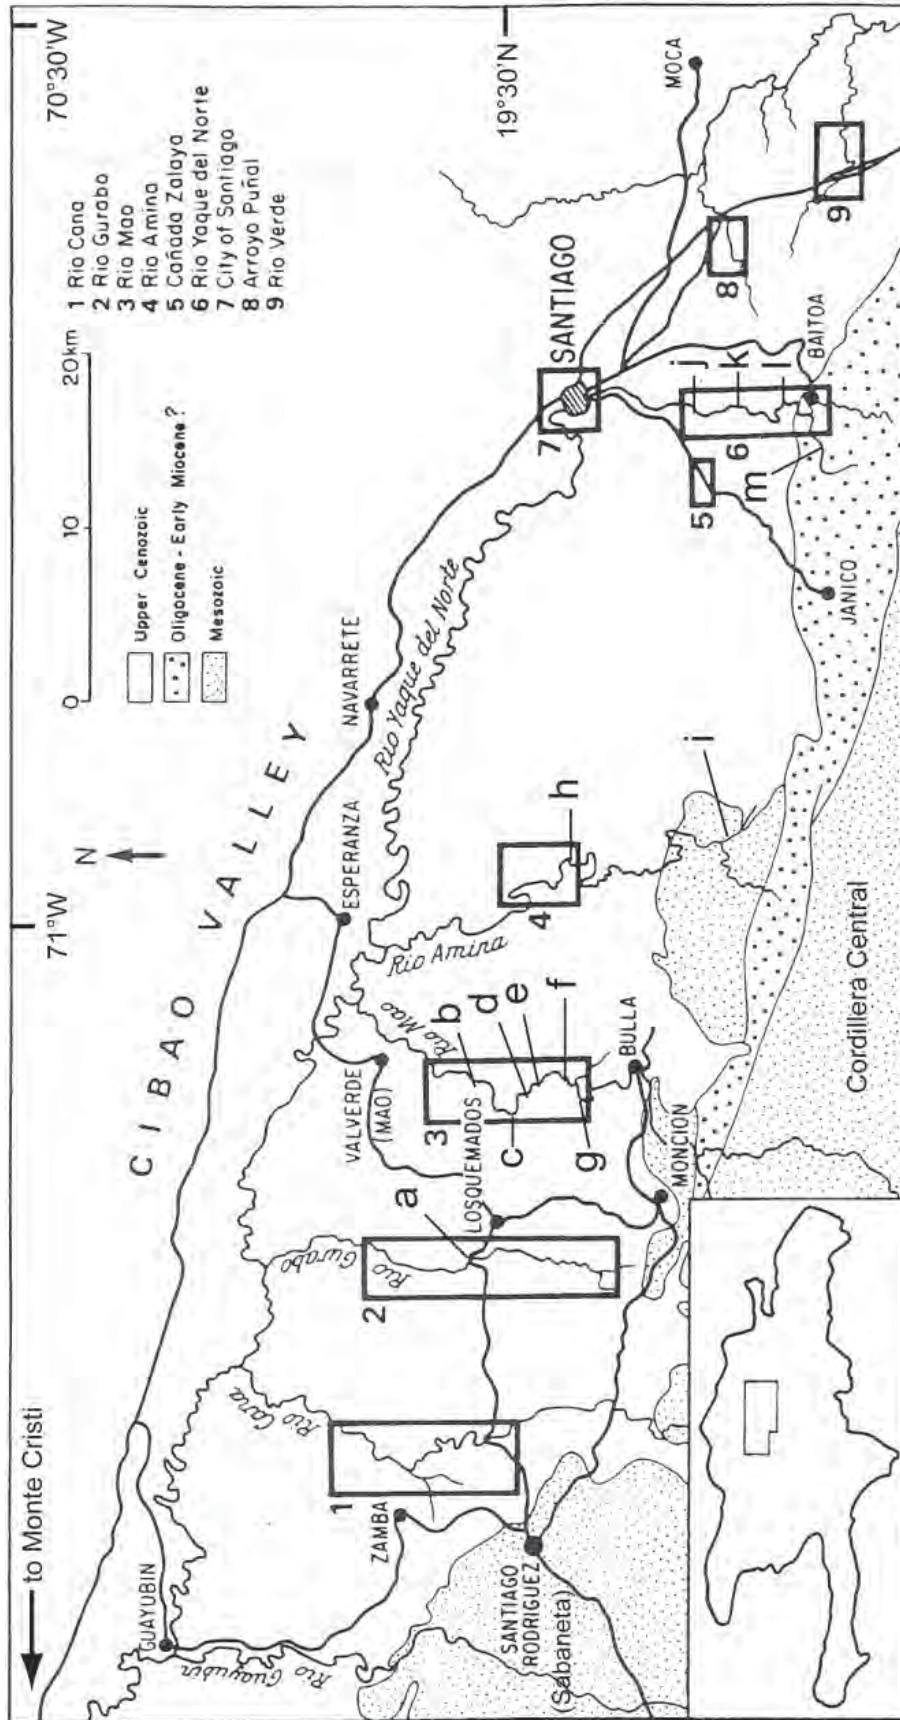 to Monte Cristi
71°W
70°30'W
N
0 10 20km
Upper Cenozoic
Oligocene - Early Miocene?
Mesozoic
1 Rio Cana
2 Rio Gurabo
3 Rio Mao
4 Rio Amina
5 Cañada Zalaya
6 Rio Yaque del Norte
7 City of Santiago
8 Arroyo Puñal
9 Rio Verde
CIBAO VALLEY
GUAYUBIN
Rio Guayubin
ZAMBA
1
Rio Cana
SANTIAGO
RODRIGUEZ
(Sabaneta)
2
Rio Gurabo
a
LOSQUEMADOS
VALVERDE
(MAO)
3
Rio Mao
b
c
d
e
f
g
BULLA
MONCION
ESPERANZA
Rio Amina
4
h
i
NAVARRETE
Rio Yaque del Norte
7
SANTIAGO
19°30'N
MOCA
5
6
j
k
l
m
BAITOA
JANICO
8
9
Cordillera Central